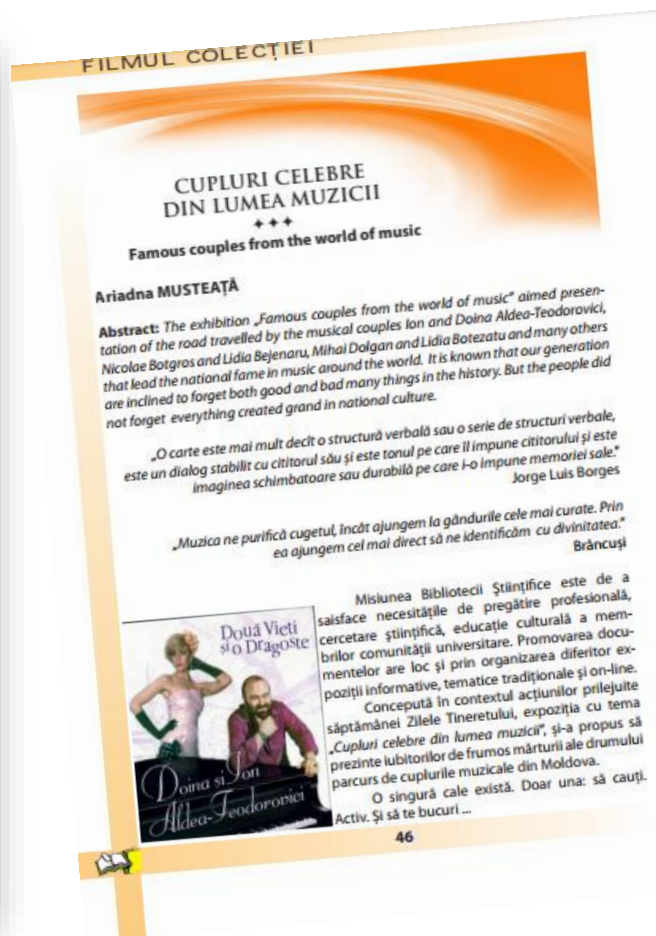 FILMUL COLECȚIEI
CUPLURI CELEBRE
DIN LUMEA MUZICII
Famous couples from the world of music
Ariadna MUSTEAȚĂ
Abstract: The exhibition „Famous couples from the world of music” aimed presen-
tation of the road travelled by the musical couples Ion and Doina Aldea-Teodorovici,
Nicolae Botgros and Lidia Bejenaru, Mihai Dolgan and Lidia Botezatu and many others
that lead the national fame in music around the world. It is known that our generation
are inclined to forget both good and bad many things in the history. But the people did
not forget everything created grand in national culture.
„O carte este mai mult decît o structură verbală sau o serie de structuri verbale,
este un dialog stabilit cu cititorul său și este tonul pe care îl impune cititorului și este
imaginea schimbatoare sau durabilă pe care i-o impune memoriei sale.”
Jorge Luis Borges
„Muzica ne purifică cugetul, încât ajungem la gândurile cele mai curate. Prin
ea ajungem cel mai direct să ne identificăm cu divinitatea.”
Brâncuși
Misiunea Bibliotecii Științifice este de a
saisface necesitățile de pregătire profesională,
cercetare științifică, educație culturală a mem-
brilor comunității universitare. Promovarea docu-
mentelor are loc și prin organizarea diferitor ex-
poziții informative, tematice tradiționale și on-line.
Concepută în contextul acțiunilor prilejuite
săptămânei Zilele Tineretului, expoziția cu tema
„Cupluri celebre din lumea muzicii”, și-a propus să
prezinte iubitorilor de frumos mărturii ale drumului
parcurs de cuplurile muzicale din Moldova.
O singură cale există. Doar una: să cauți.
Activ. Și să te bucuri ...
Două Vieti
si o Dragoste
Doina si Ion
Aldea-Teodorovici
46